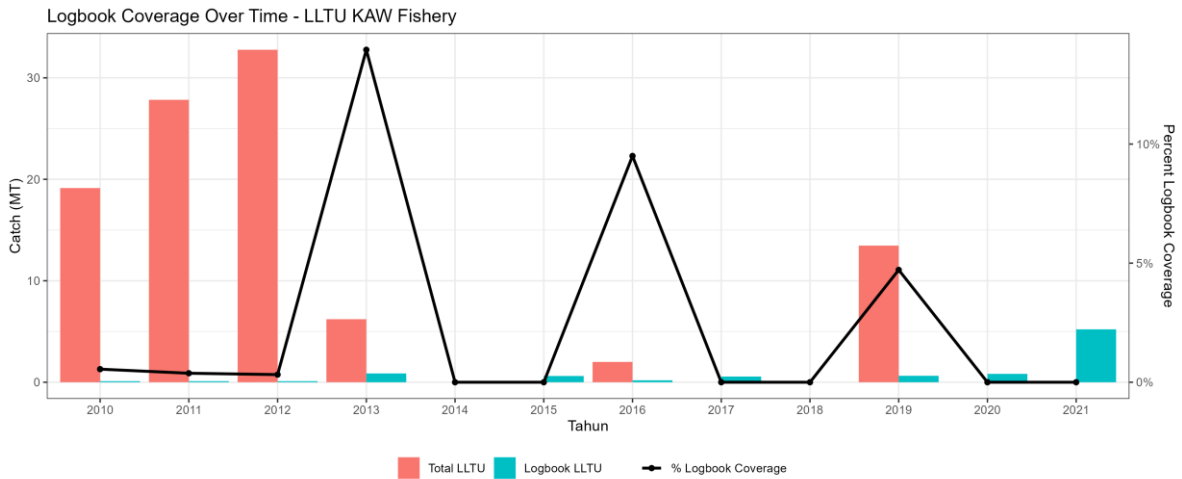 Logbook Coverage Over Time - LLTU KAW Fishery
Catch (MT)
30
20
10
0
Percent Logbook Coverage
10%
5%
0%
2010 2011 2012 2013 2014 2015 2016 2017 2018 2019 2020 2021
Tahun
Total LLTU Logbook LLTU % Logbook Coverage